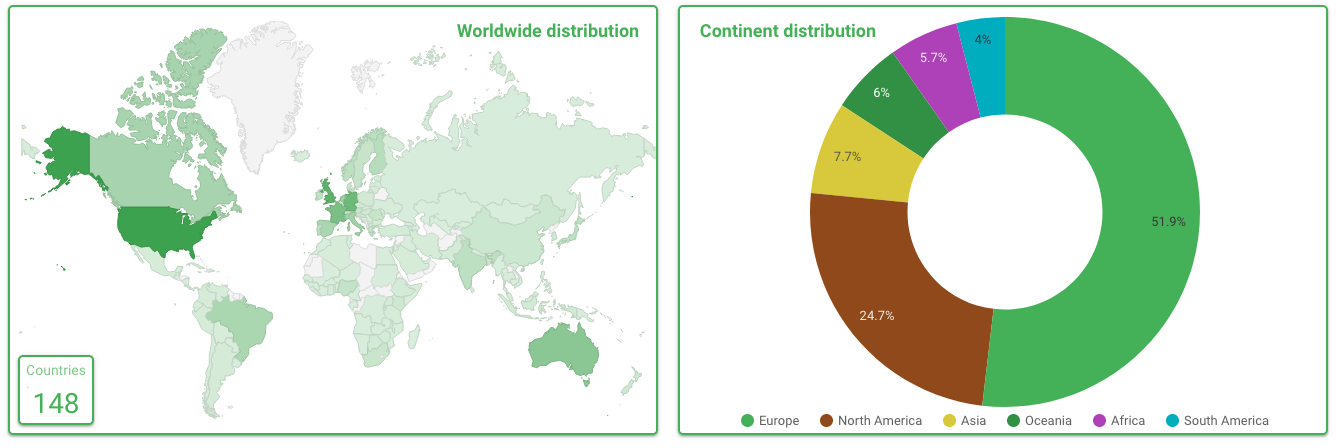 Worldwide distribution
Countries
148
Continent distribution
4%
5.7%
6%
7.7%
51.9%
24.7%
Europe North America Asia Oceania Africa South America